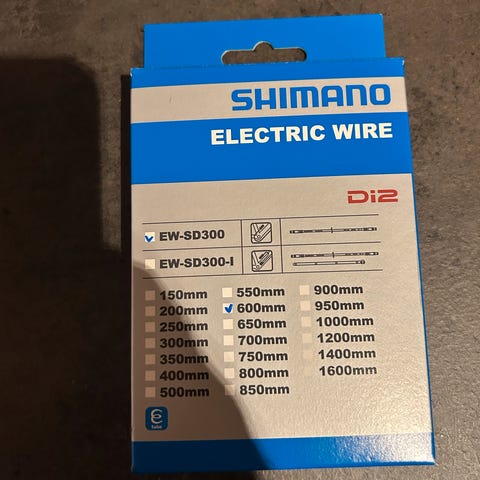 SHIMANO
ELECTRIC WIRE
Di2
EW-SD300
EW-SD300-I
150mm 550mm 900mm
200mm 600mm 950mm
250mm 650mm 1000mm
300mm 700mm 1200mm
350mm 750mm 1400mm
400mm 800mm 1600mm
500mm 850mm
E
tube